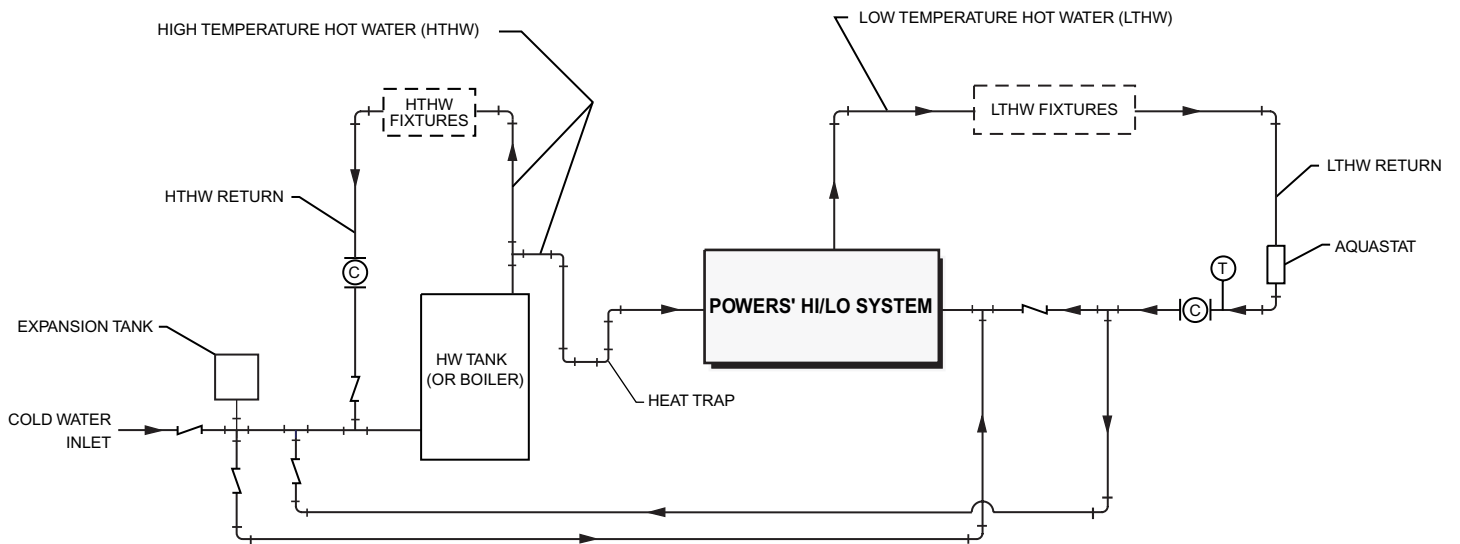 HIGH TEMPERATURE HOT WATER (HTHW)
LOW TEMPERATURE HOT WATER (LTHW)
HTHW
FIXTURES
LTHW FIXTURES
HTHW RETURN
LTHW RETURN
C
AQUASTAT
T
C
POWERS' HI/LO SYSTEM
EXPANSION TANK
HW TANK
(OR BOILER)
HEAT TRAP
COLD WATER
INLET